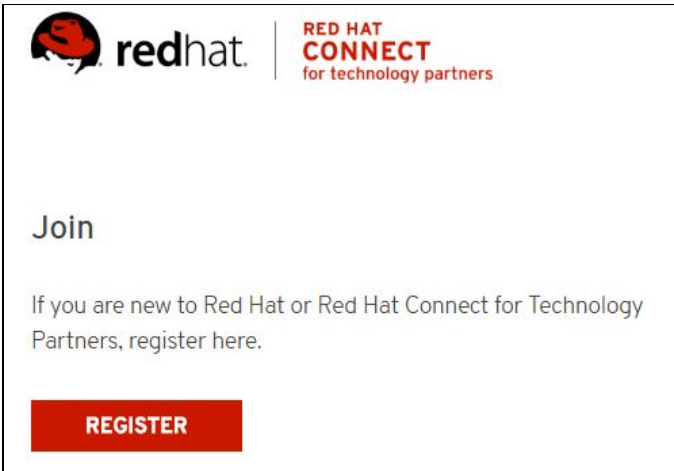 redhat.
RED HAT
CONNECT
for technology partners
Join
If you are new to Red Hat or Red Hat Connect for Technology
Partners, register here.
REGISTER